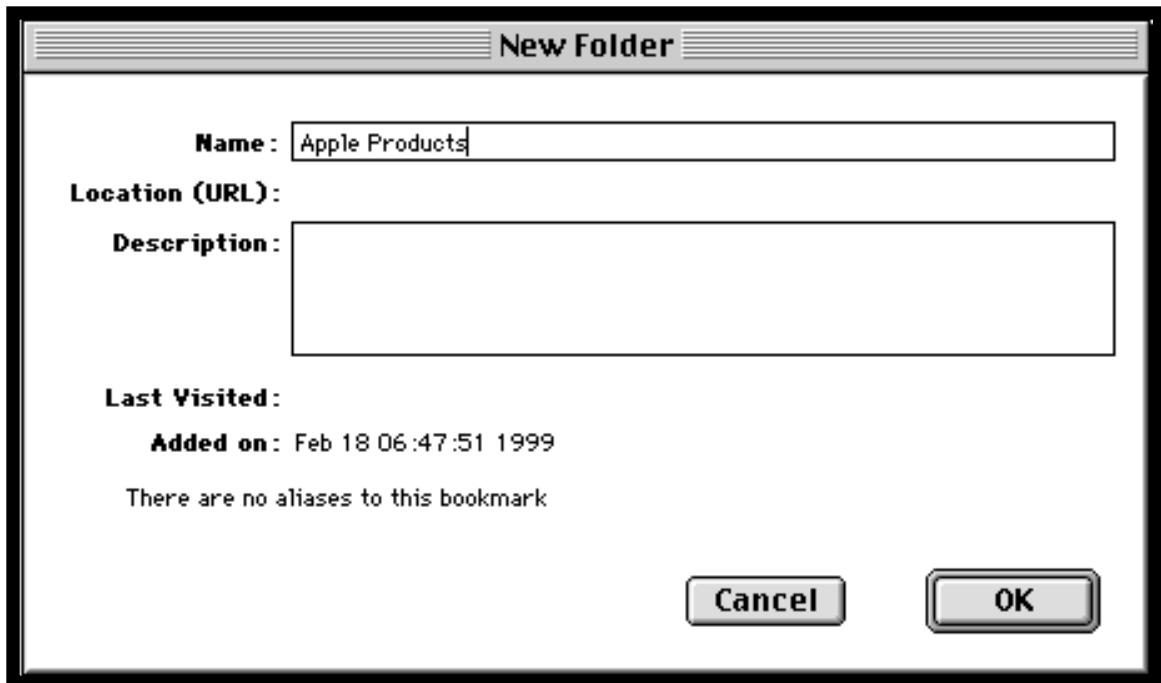 New Folder
Name: Apple Products
Location (URL):
Description:
Last Visited:
Added on: Feb 18 06:47:51 1999
There are no aliases to this bookmark
Cancel OK